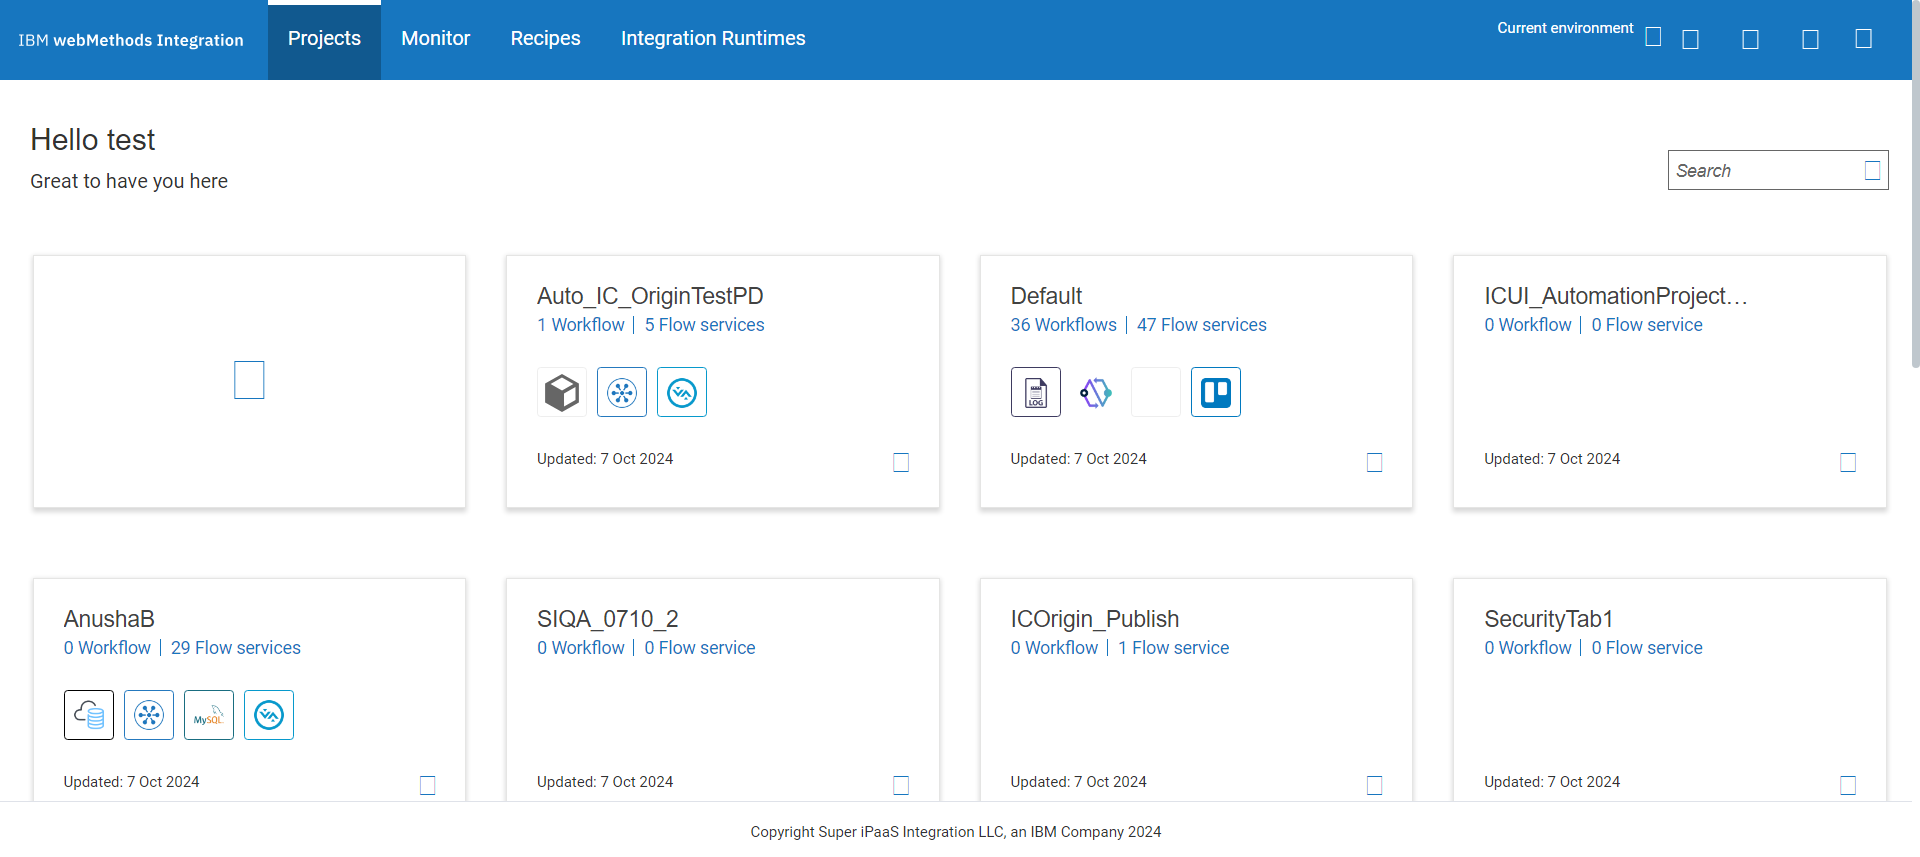 IBM webMethods Integration
Projects
Monitor
Recipes
Integration Runtimes
Current environment
Hello test
Great to have you here
Search
Auto_IC_OriginTestPD
1 Workflow | 5 Flow services
Updated: 7 Oct 2024
Default
36 Workflows | 47 Flow services
LOG
Updated: 7 Oct 2024
ICUI_AutomationProject...
0 Workflow | 0 Flow service
Updated: 7 Oct 2024
AnushaB
0 Workflow | 29 Flow services
MySQL
Updated: 7 Oct 2024
SIQA_0710_2
0 Workflow | 0 Flow service
Updated: 7 Oct 2024
ICOrigin_Publish
0 Workflow | 1 Flow service
Updated: 7 Oct 2024
SecurityTab1
0 Workflow | 0 Flow service
Updated: 7 Oct 2024
Copyright Super iPaaS Integration LLC, an IBM Company 2024